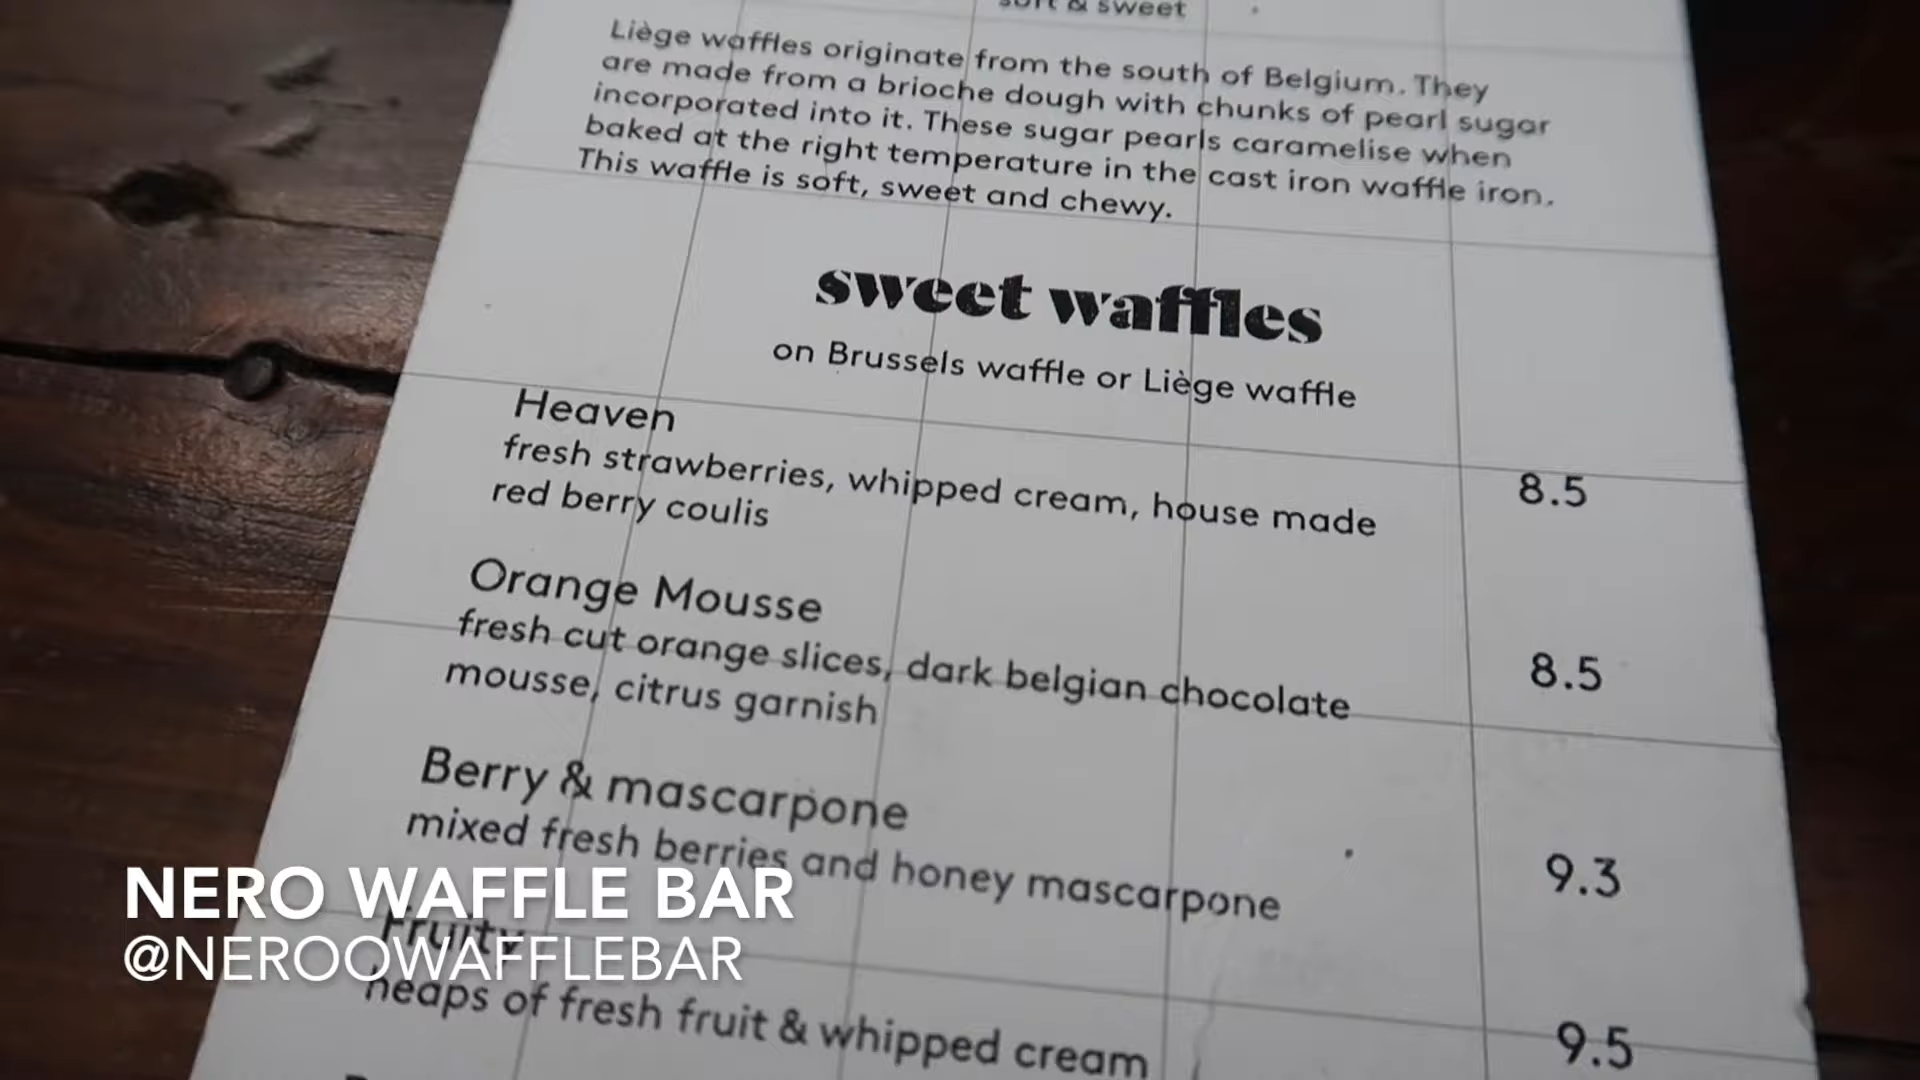 soft & sweet
Liège waffles originate from the south of Belgium. They
are made from a brioche dough with chunks of pearl sugar
incorporated into it. These sugar pearls caramelise when
baked at the right temperature in the cast iron waffle iron.
This waffle is soft, sweet and chewy.
sweet waffles
on Brussels waffle or Liège waffle
Heaven
fresh strawberries, whipped cream, house made 8.5
red berry coulis
Orange Mousse
fresh cut orange slices, dark belgian chocolate 8.5
mousse, citrus garnish
Berry & mascarpone
mixed fresh berries and honey mascarpone 9.3
Fruity
heaps of fresh fruit & whipped cream 9.5
NERO WAFFLE BAR
@NEROOWAFFLEBAR